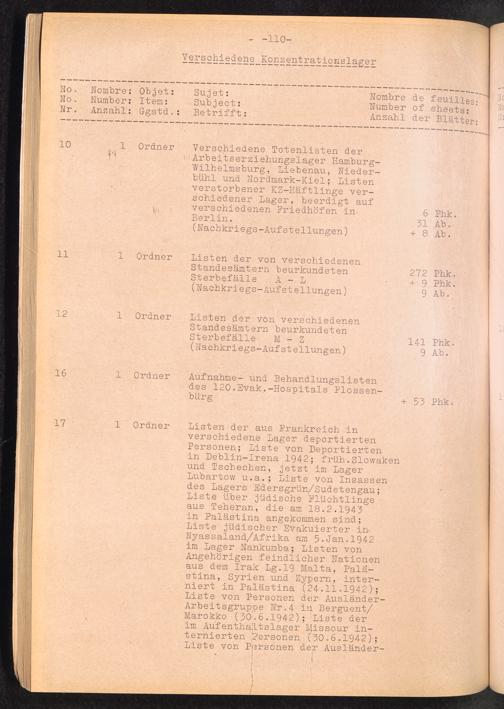 - -110-
Verschiedene Konzentrationslager
No. Nombre: Objet: Sujet: Nombre de feuilles:
No. Number: Item: Subject: Number of sheets:
Nr. Anzahl: Ggstd.: Betrifft: Anzahl der Blätter:
10 1 Ordner Verschiedene Totenlisten der
Arbeitserziehungslager Hamburg-
Wilhelmsburg, Liebenau, Nieder-
bühl und Nordmark-Kiel; Listen
verstorbener KZ-Häftlinge ver-
schiedener Lager, beerdigt auf
verschiedenen Friedhöfen in 6 Phk.
Berlin. 31 Ab.
(Nachkriegs-Aufstellungen) + 8 Ab.
11 1 Ordner Listen der von verschiedenen
Standesämtern beurkundeten 272 Phk.
Sterbefälle A - L + 9 Phk.
(Nachkriegs-Aufstellungen) 9 Ab.
12 1 Ordner Listen der von verschiedenen
Standesämtern beurkundeten
Sterbefälle M - Z 141 Phk.
(Nachkriegs-Aufstellungen) 9 Ab.
16 1 Ordner Aufnahme- und Behandlungslisten
des 120.Evak.-Hospitals Flossen-
bürg + 53 Phk.
17 1 Ordner Listen der aus Frankreich in
verschiedene Lager deportierten
Personen; Liste von Deportierten
in Deblin-Irena 1942; früh.Slowaken
und Tschechen, jetzt im Lager
Lubartow u.a.; Liste von Insassen
des Lagers Edersgrün/Sudetengau;
Liste über jüdische Flüchtlinge
aus Teheran, die am 18.2.1943
in Palästina angekommen sind;
Liste jüdischer Evakuierter in
Nyassaland/Afrika am 5.Jan.1942
im Lager Nankumba; Listen von
Angehörigen feindlicher Nationen
aus dem Irak Lg.19 Malta, Palä-
stina, Syrien und Zypern, inter-
niert in Palästina (24.11.1942);
Liste von Personen der Ausländer-
Arbeitsgruppe Nr.4 in Berguent/
Marokko (30.6.1942); Liste der
im Aufenthaltslager Missour in-
ternierten Personen (30.6.1942);
Liste von Personen der Ausländer-